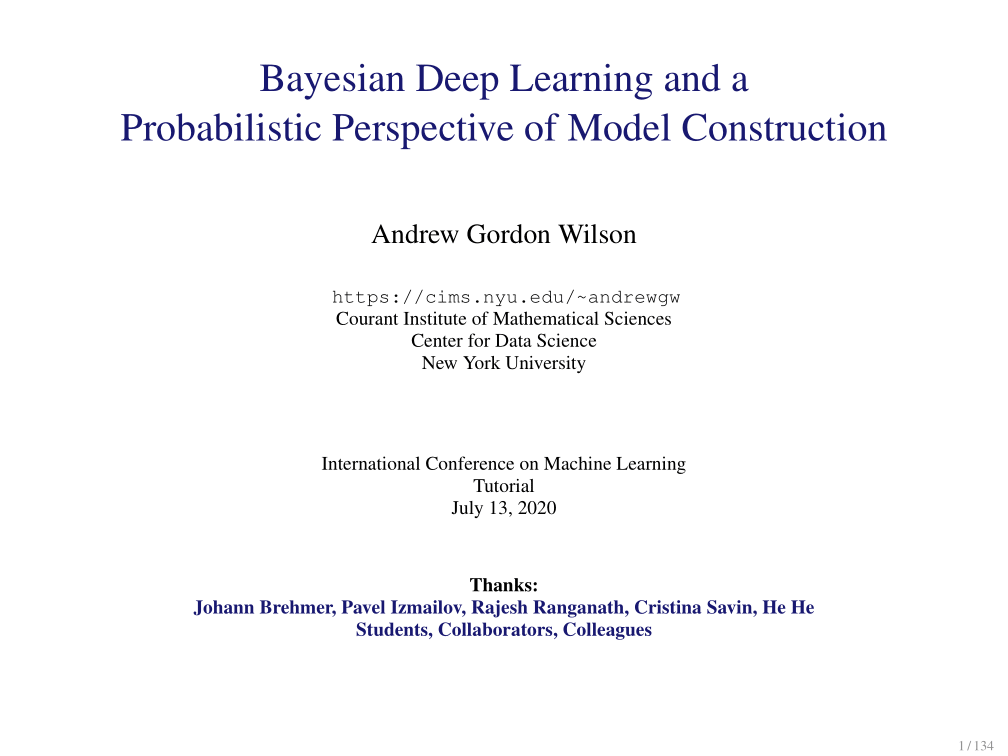 Bayesian Deep Learning and a
Probabilistic Perspective of Model Construction
Andrew Gordon Wilson
https://cims.nyu.edu/~andrewgw
Courant Institute of Mathematical Sciences
Center for Data Science
New York University
International Conference on Machine Learning
Tutorial
July 13, 2020
Thanks:
Johann Brehmer, Pavel Izmailov, Rajesh Ranganath, Cristina Savin, He He
Students, Collaborators, Colleagues
1 / 134